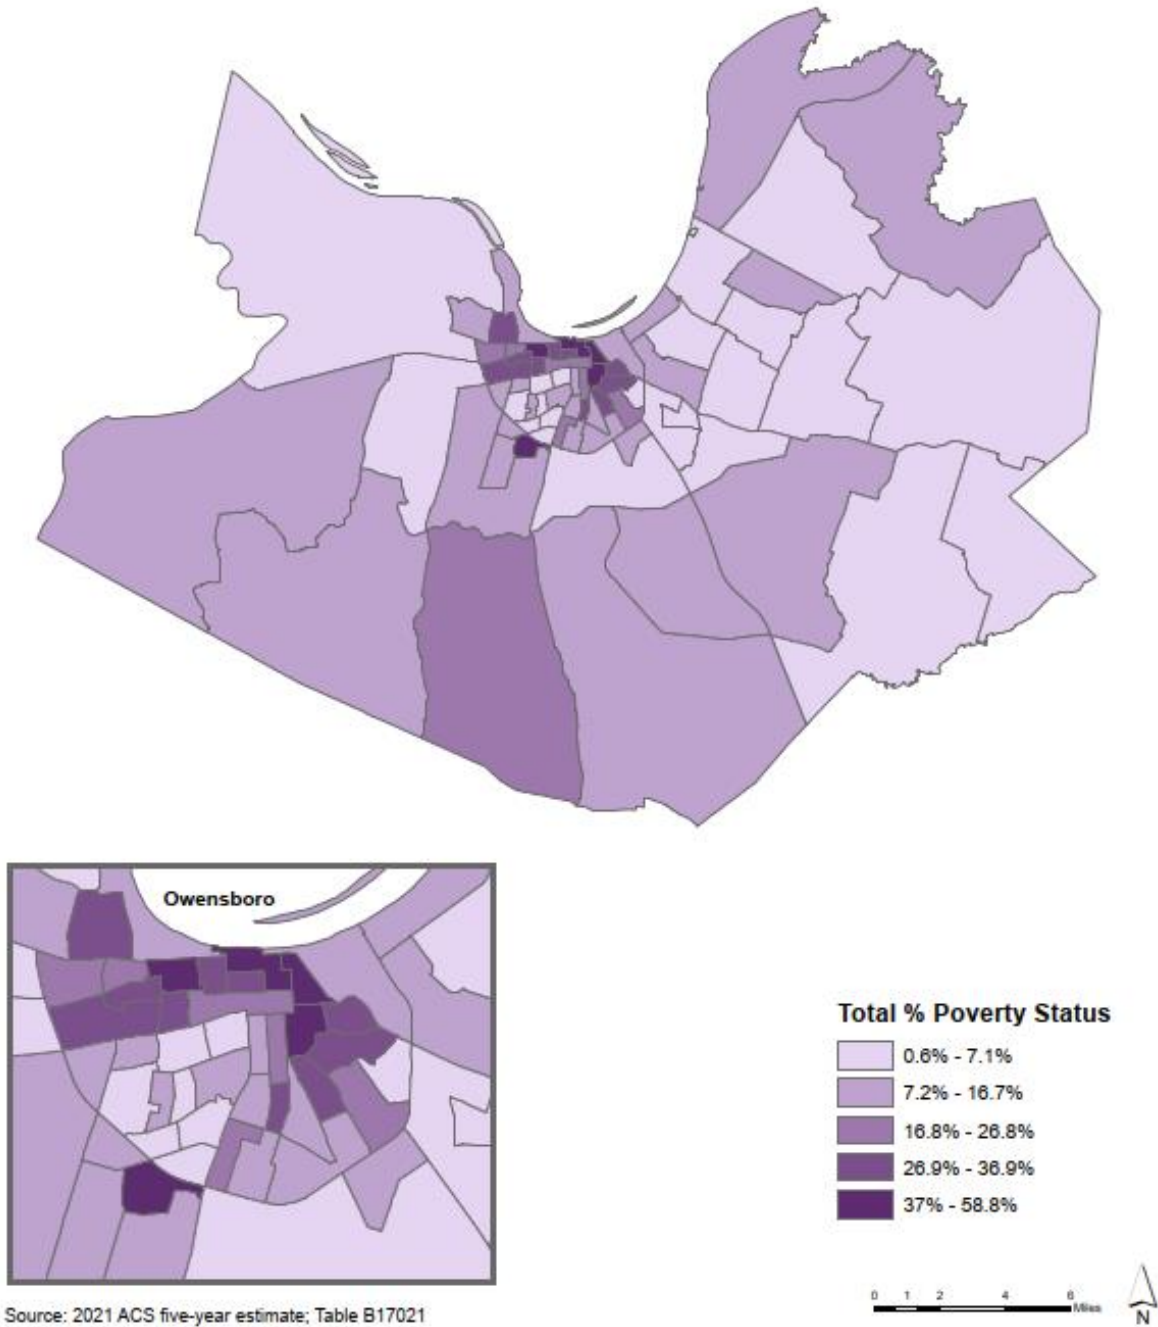 Owensboro
Total % Poverty Status
0.6% - 7.1%
7.2% - 16.7%
16.8% - 26.8%
26.9% - 36.9%
37% - 58.8%
0 1 2 4 6
Miles
N
Source: 2021 ACS five-year estimate; Table B17021